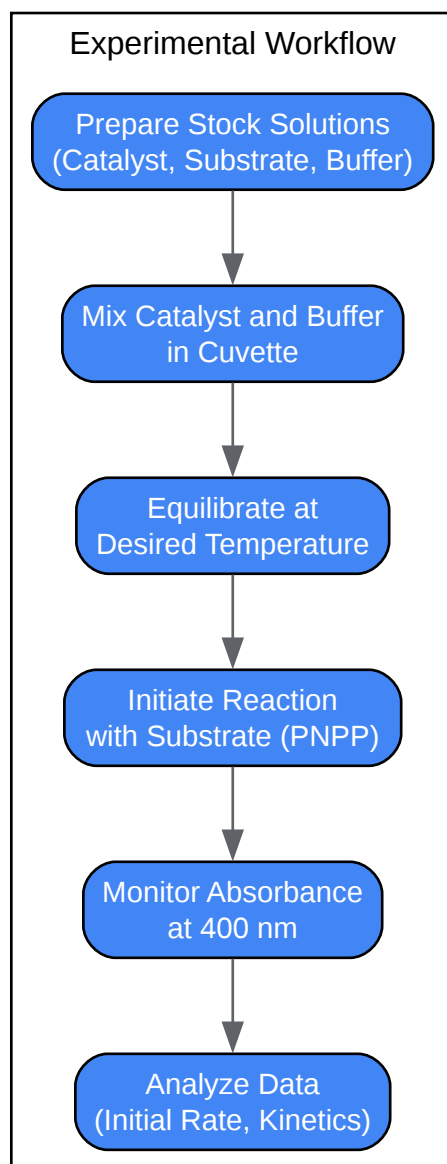 Experimental Workflow
Prepare Stock Solutions
(Catalyst, Substrate, Buffer)
Mix Catalyst and Buffer
in Cuvette
Equilibrate at
Desired Temperature
Initiate Reaction
with Substrate (PNPP)
Monitor Absorbance
at 400 nm
Analyze Data
(Initial Rate, Kinetics)